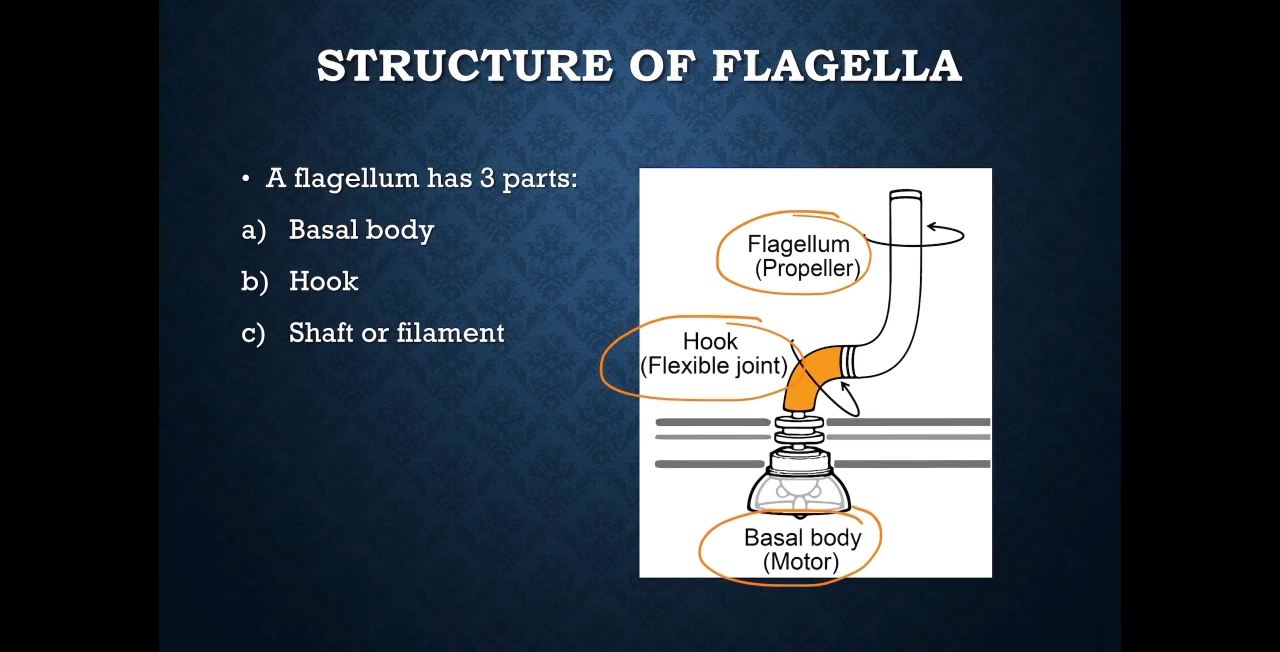 STRUCTURE OF FLAGELLA
• A flagellum has 3 parts:
a) Basal body
b) Hook
c) Shaft or filament
Flagellum
(Propeller)
Hook
(Flexible joint)
Basal body
(Motor)